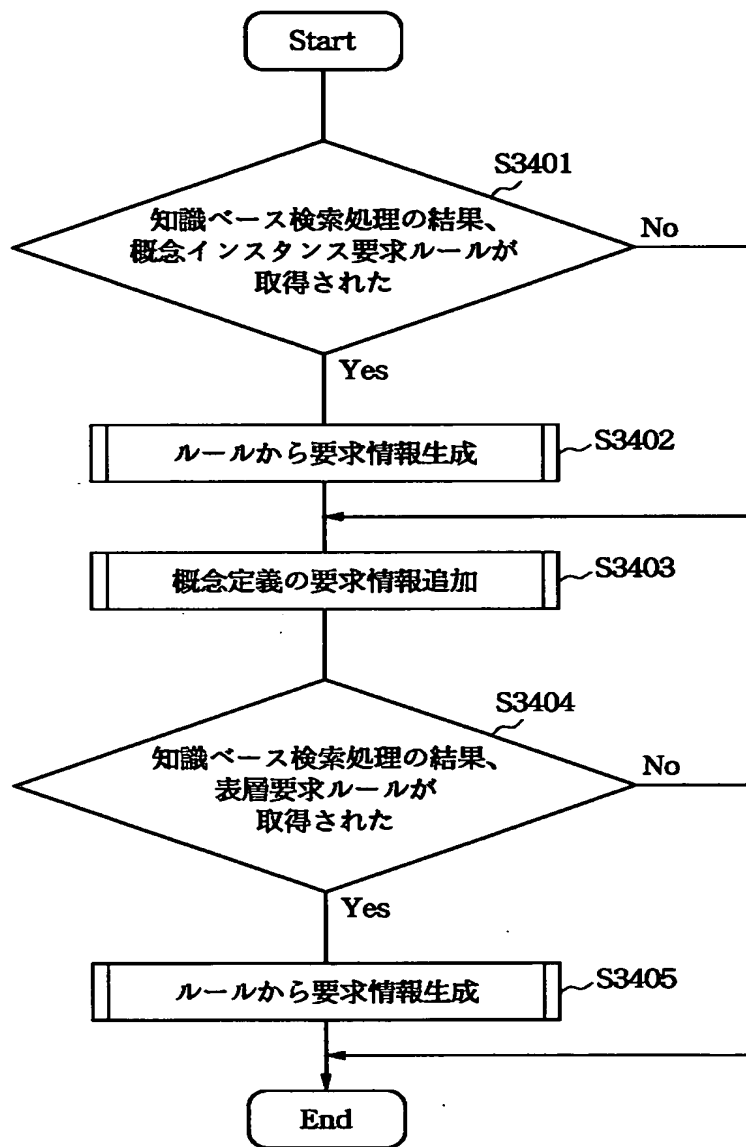 Start
S3401
知識ベース検索処理の結果、
概念インスタンス要求ルールが
取得された
No
Yes
ルールから要求情報生成
S3402
概念定義の要求情報追加
S3403
S3404
知識ベース検索処理の結果、
表層要求ルールが
取得された
No
Yes
ルールから要求情報生成
S3405
End